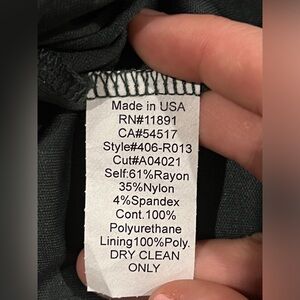 Made in USA
RN#11891
CA#54517
Style#406-R013
Cut#A04021
Self:61%Rayon
35%Nylon
4%Spandex
Cont.100%
Polyurethane
Lining100%Poly.
DRY CLEAN
ONLY